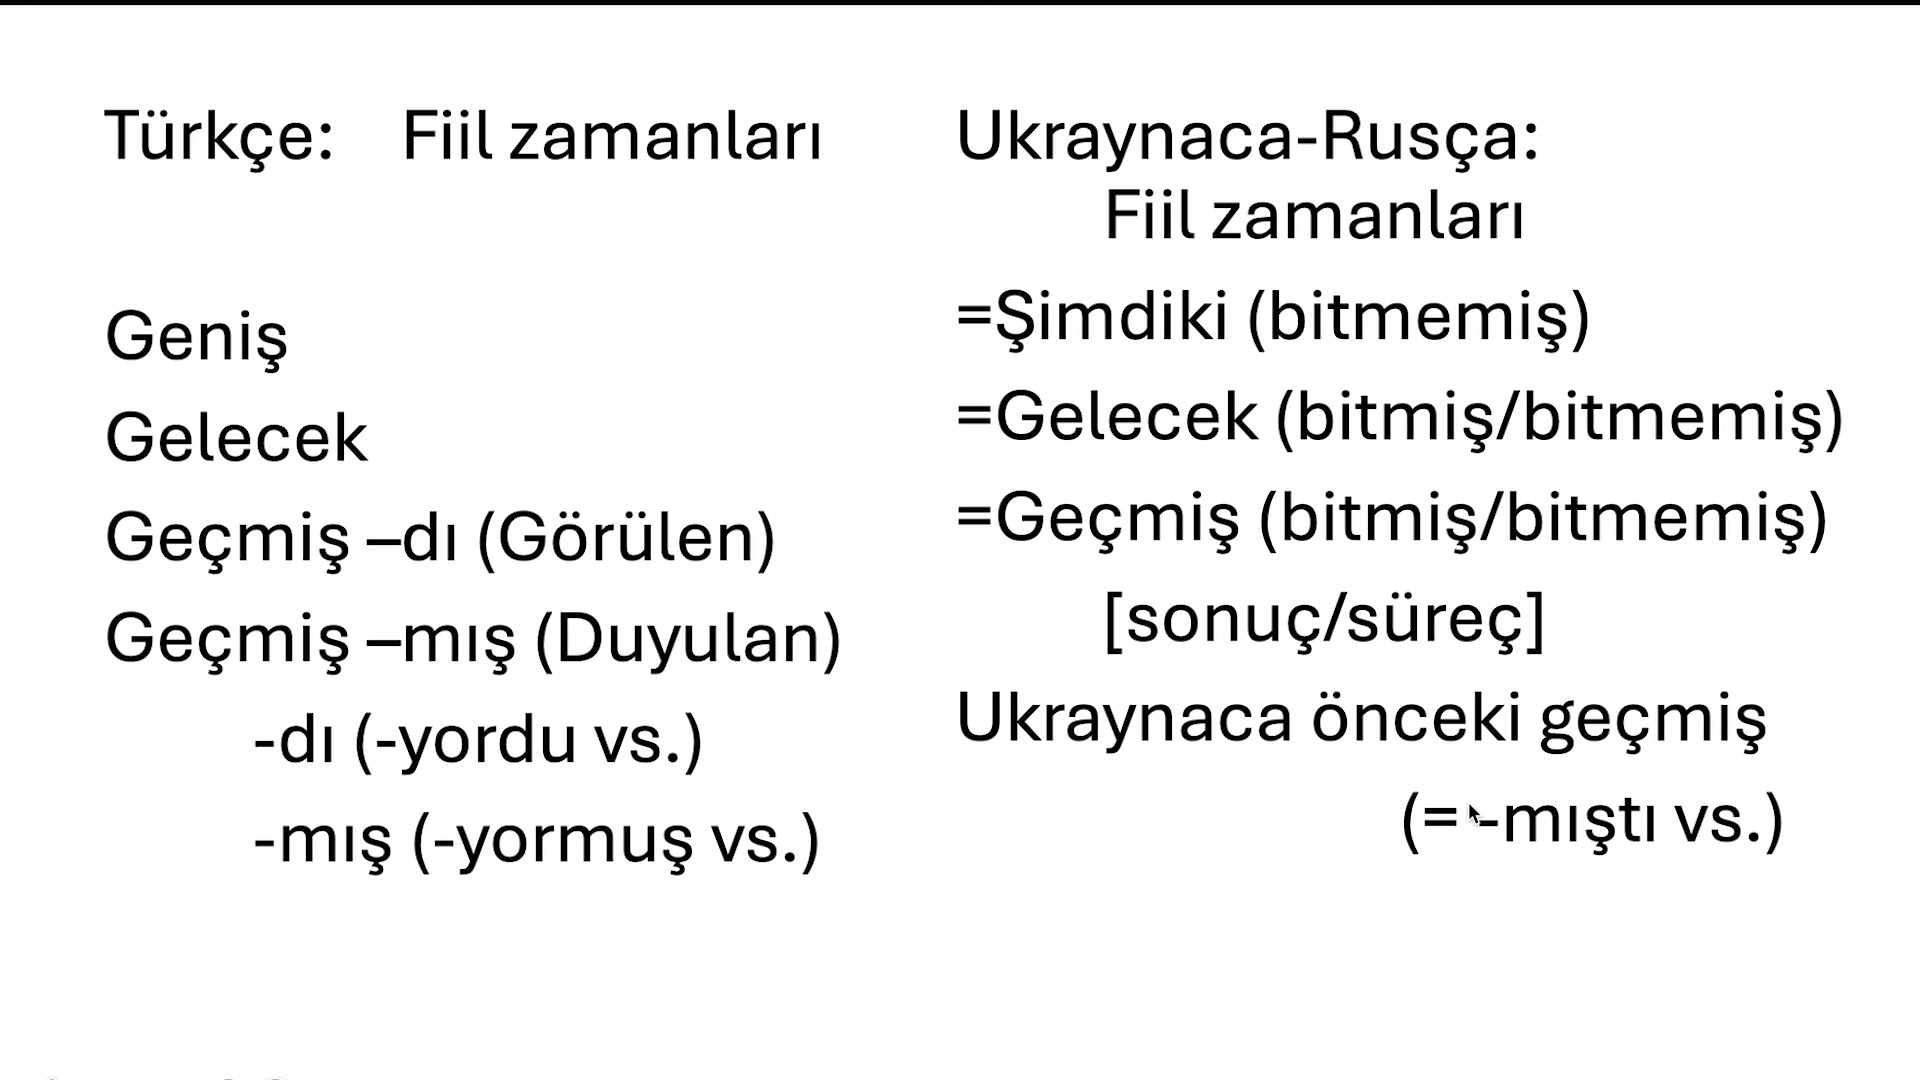 Türkçe: Fiil zamanları
Geniş
Gelecek
Geçmiş –dı (Görülen)
Geçmiş –mış (Duyulan)
-dı (-yordu vs.)
-mış (-yormuş vs.)
Ukraynaca-Rusça:
Fiil zamanları
=Şimdiki (bitmemiş)
=Gelecek (bitmiş/bitmemiş)
=Geçmiş (bitmiş/bitmemiş)
[sonuç/süreç]
Ukraynaca önceki geçmiş
(= -mıştı vs.)